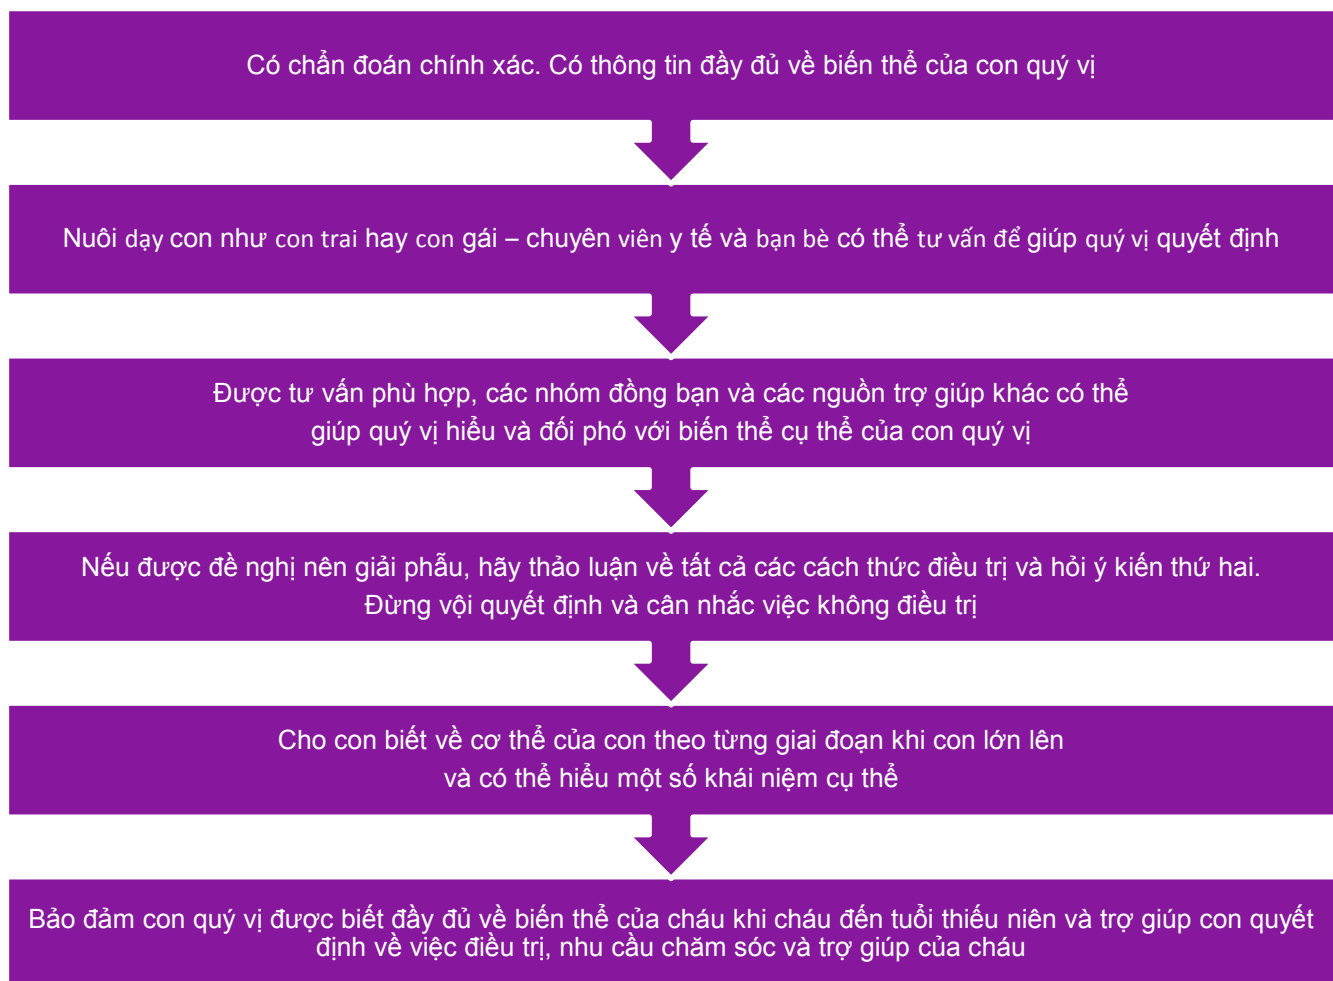 Có chẩn đoán chính xác. Có thông tin đầy đủ về biến thể của con quý vị
Nuôi dạy con như con trai hay con gái – chuyên viên y tế và bạn bè có thể tư vấn để giúp quý vị quyết định
Được tư vấn phù hợp, các nhóm đồng bạn và các nguồn trợ giúp khác có thể
giúp quý vị hiểu và đối phó với biến thể cụ thể của con quý vị
Nếu được đề nghị nên giải phẫu, hãy thảo luận về tất cả các cách thức điều trị và hỏi ý kiến thứ hai.
Đừng vội quyết định và cân nhắc việc không điều trị
Cho con biết về cơ thể của con theo từng giai đoạn khi con lớn lên
và có thể hiểu một số khái niệm cụ thể
Bảo đảm con quý vị được biết đầy đủ về biến thể của cháu khi cháu đến tuổi thiếu niên và trợ giúp con quyết
định về việc điều trị, nhu cầu chăm sóc và trợ giúp của cháu